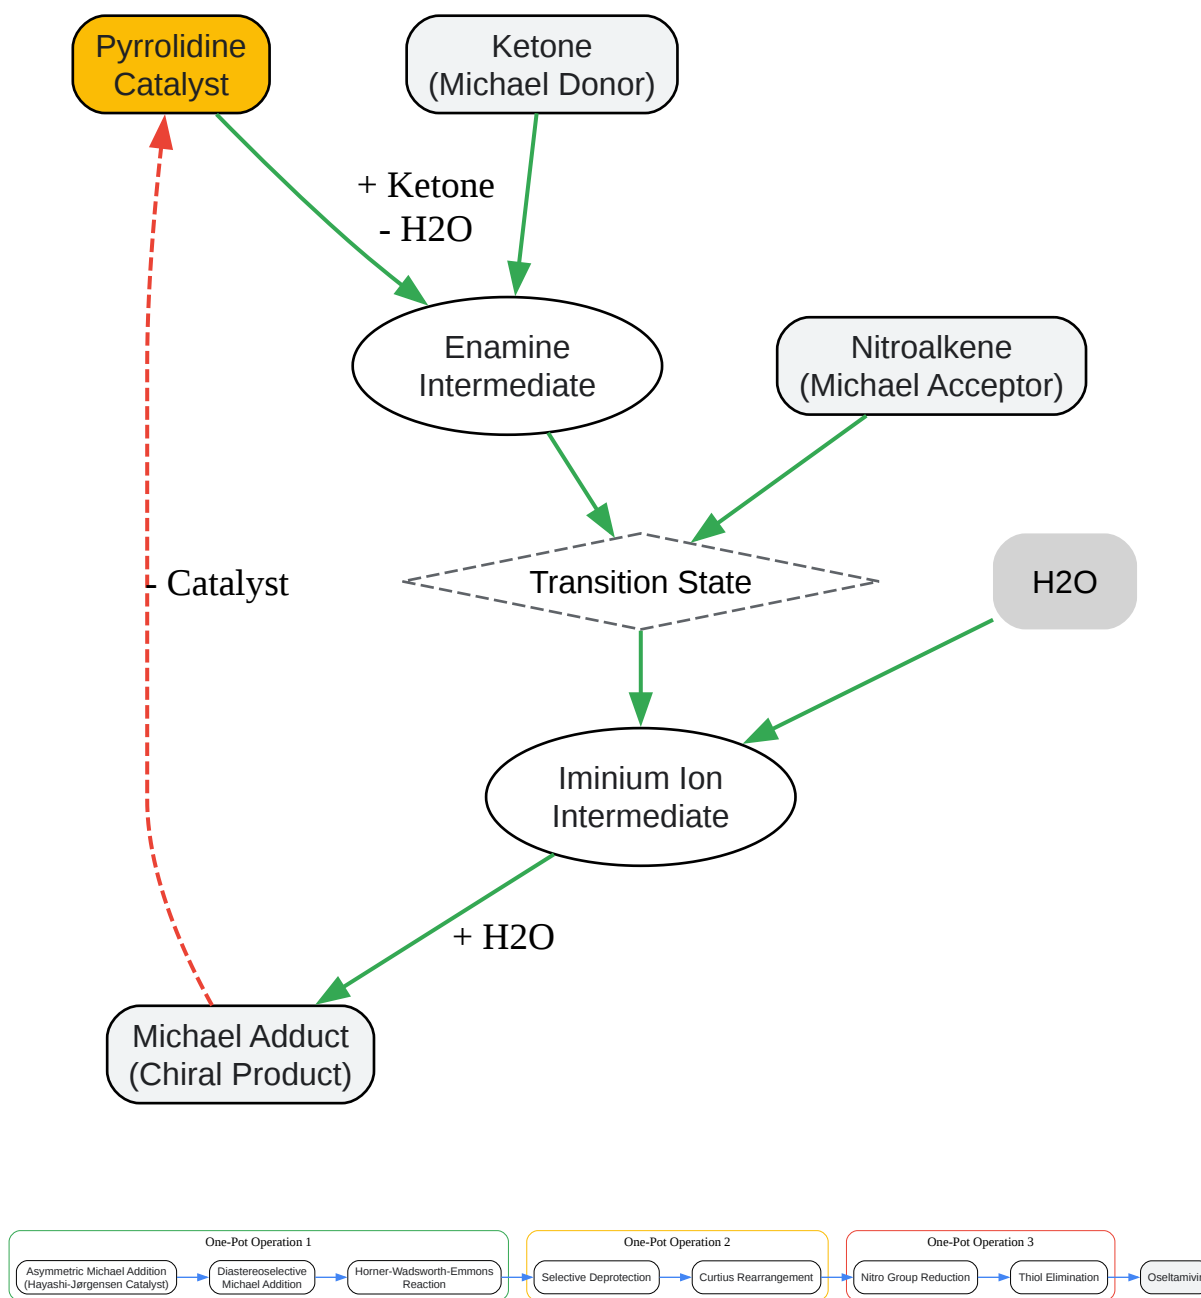 Pyrrolidine
Catalyst
Ketone
(Michael Donor)
+ Ketone
- H2O
Enamine
Intermediate
Nitroalkene
(Michael Acceptor)
Transition State
H2O
- Catalyst
Iminium Ion
Intermediate
+ H2O
Michael Adduct
(Chiral Product)
One-Pot Operation 1
Asymmetric Michael Addition
(Hayashi-Jørgensen Catalyst)
Diastereoselective
Michael Addition
Horner-Wadsworth-Emmons
Reaction
One-Pot Operation 2
Selective Deprotection
Curtius Rearrangement
One-Pot Operation 3
Nitro Group Reduction
Thiol Elimination